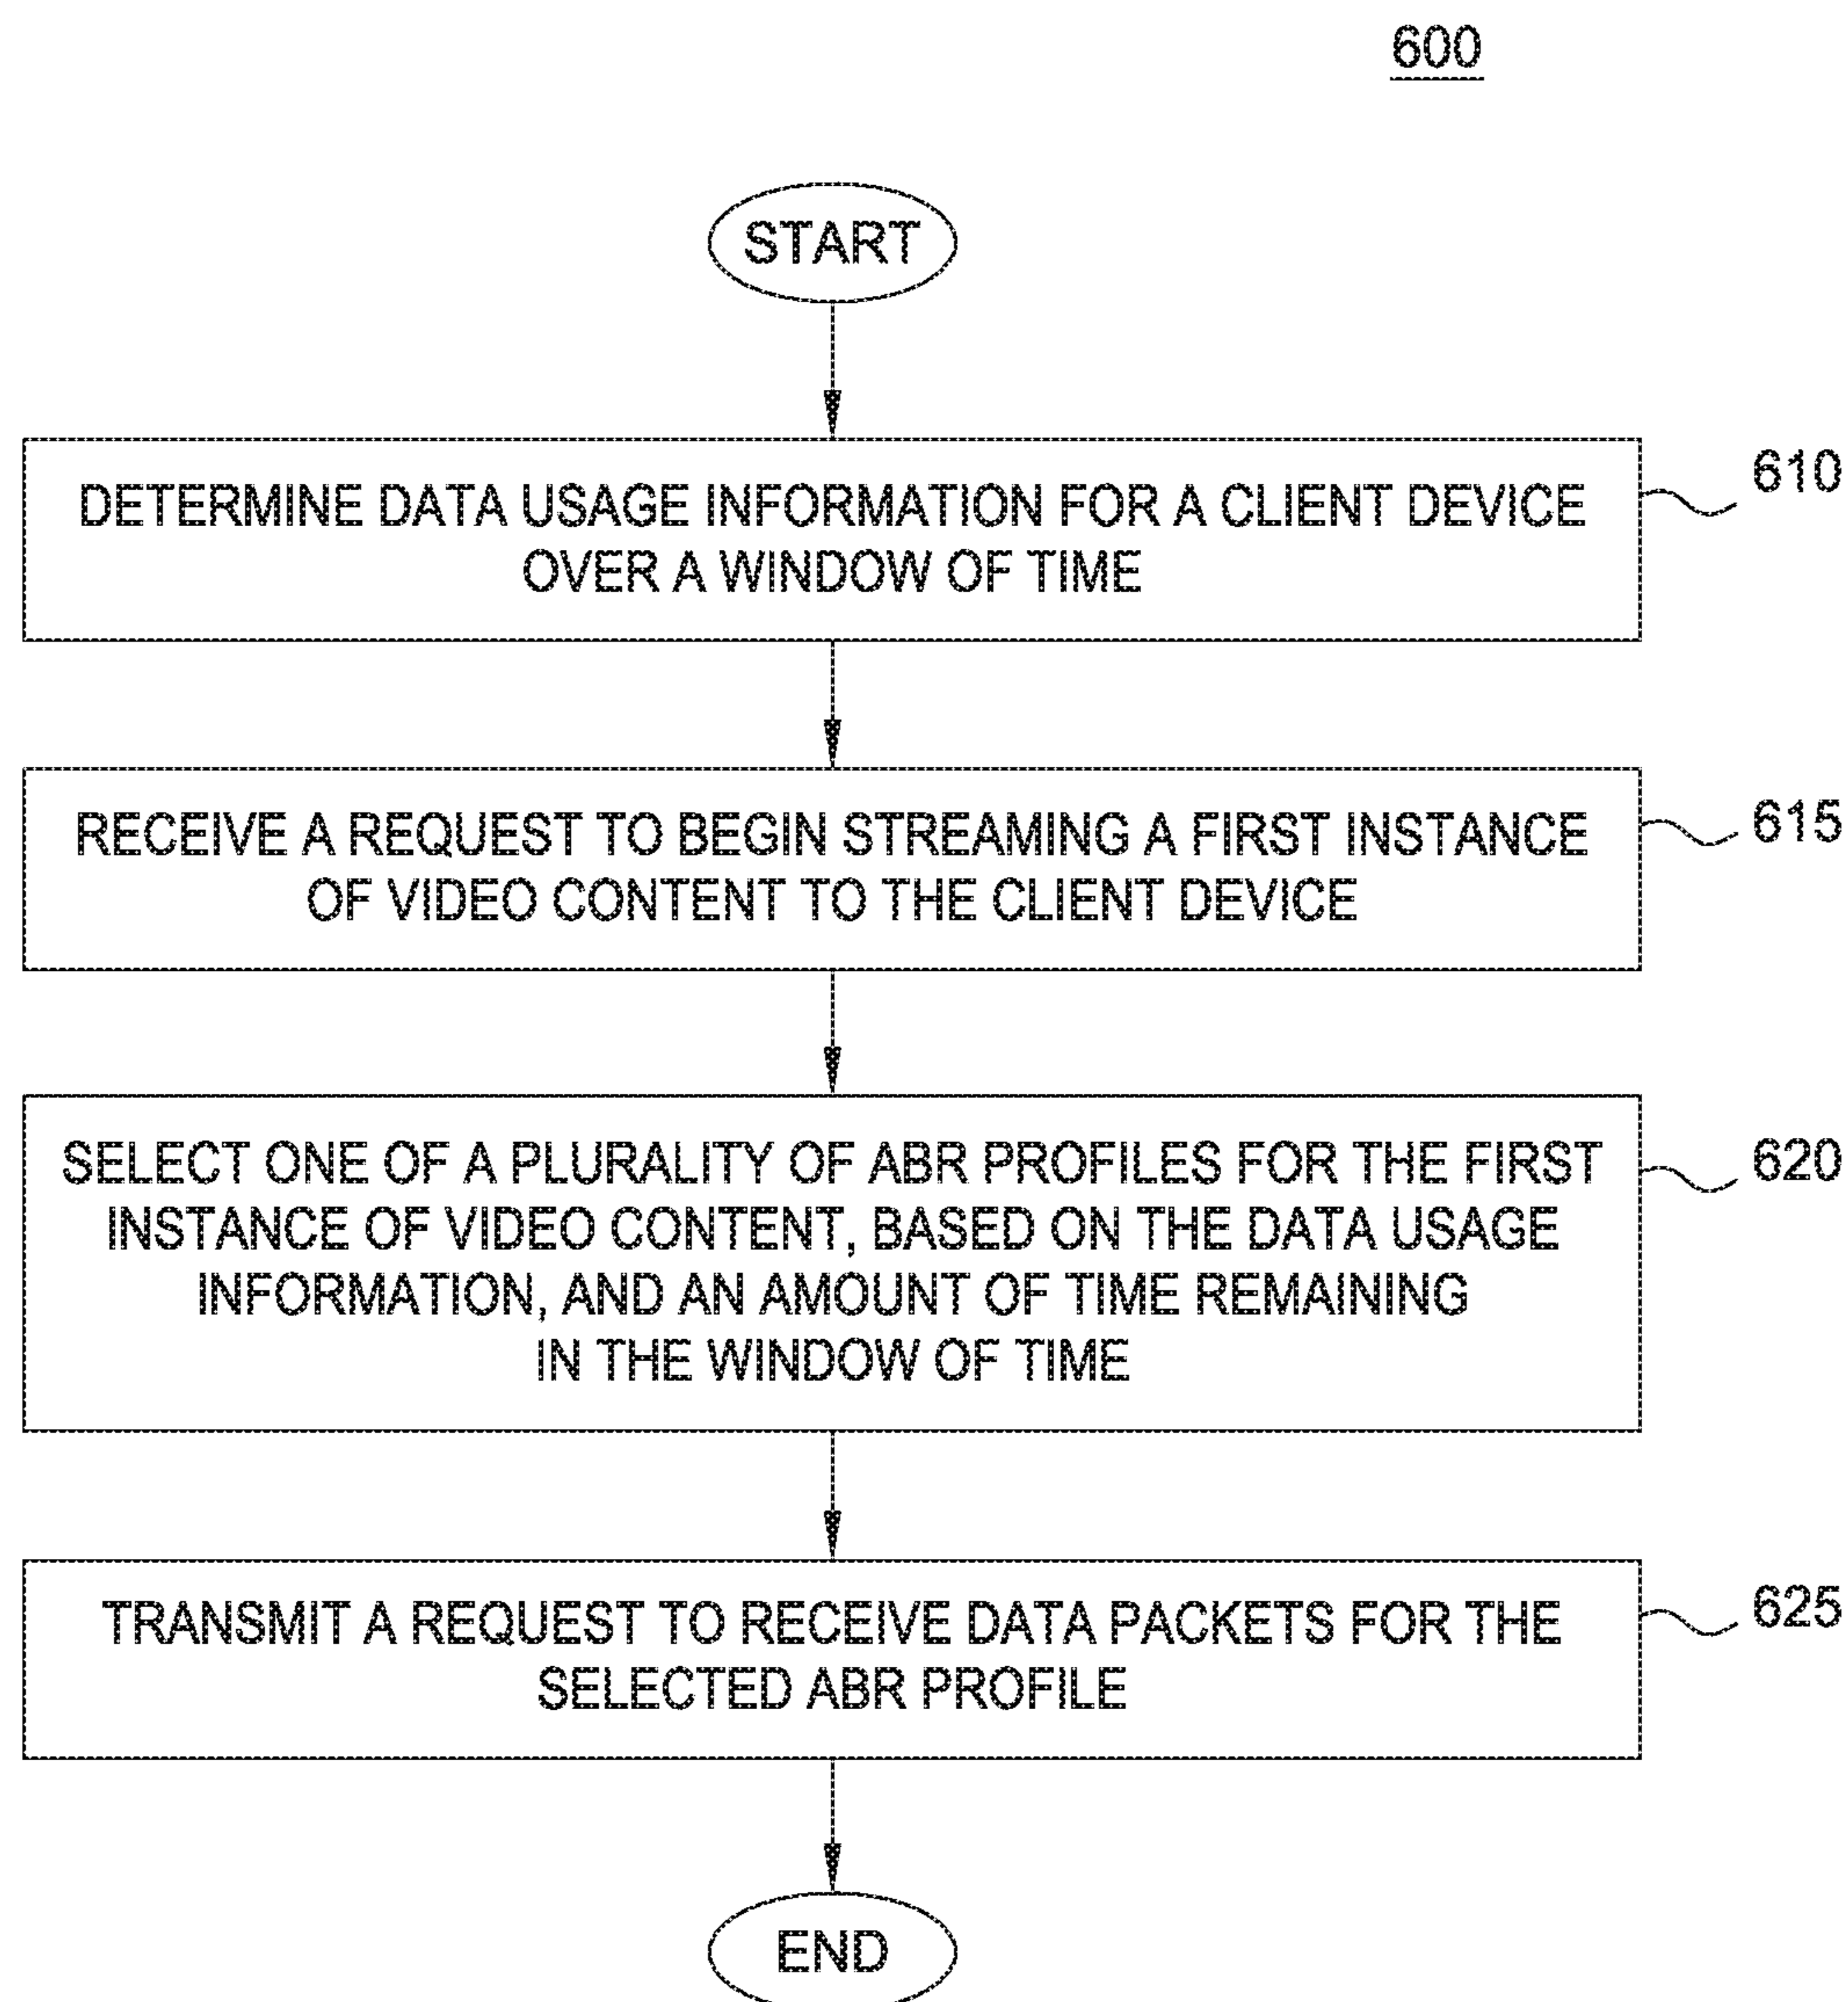 600
START
DETERMINE DATA USAGE INFORMATION FOR A CLIENT DEVICE
OVER A WINDOW OF TIME
610
RECEIVE A REQUEST TO BEGIN STREAMING A FIRST INSTANCE
OF VIDEO CONTENT TO THE CLIENT DEVICE
615
SELECT ONE OF A PLURALITY OF ABR PROFILES FOR THE FIRST
INSTANCE OF VIDEO CONTENT, BASED ON THE DATA USAGE
INFORMATION, AND AN AMOUNT OF TIME REMAINING
IN THE WINDOW OF TIME
620
TRANSMIT A REQUEST TO RECEIVE DATA PACKETS FOR THE
SELECTED ABR PROFILE
625
END